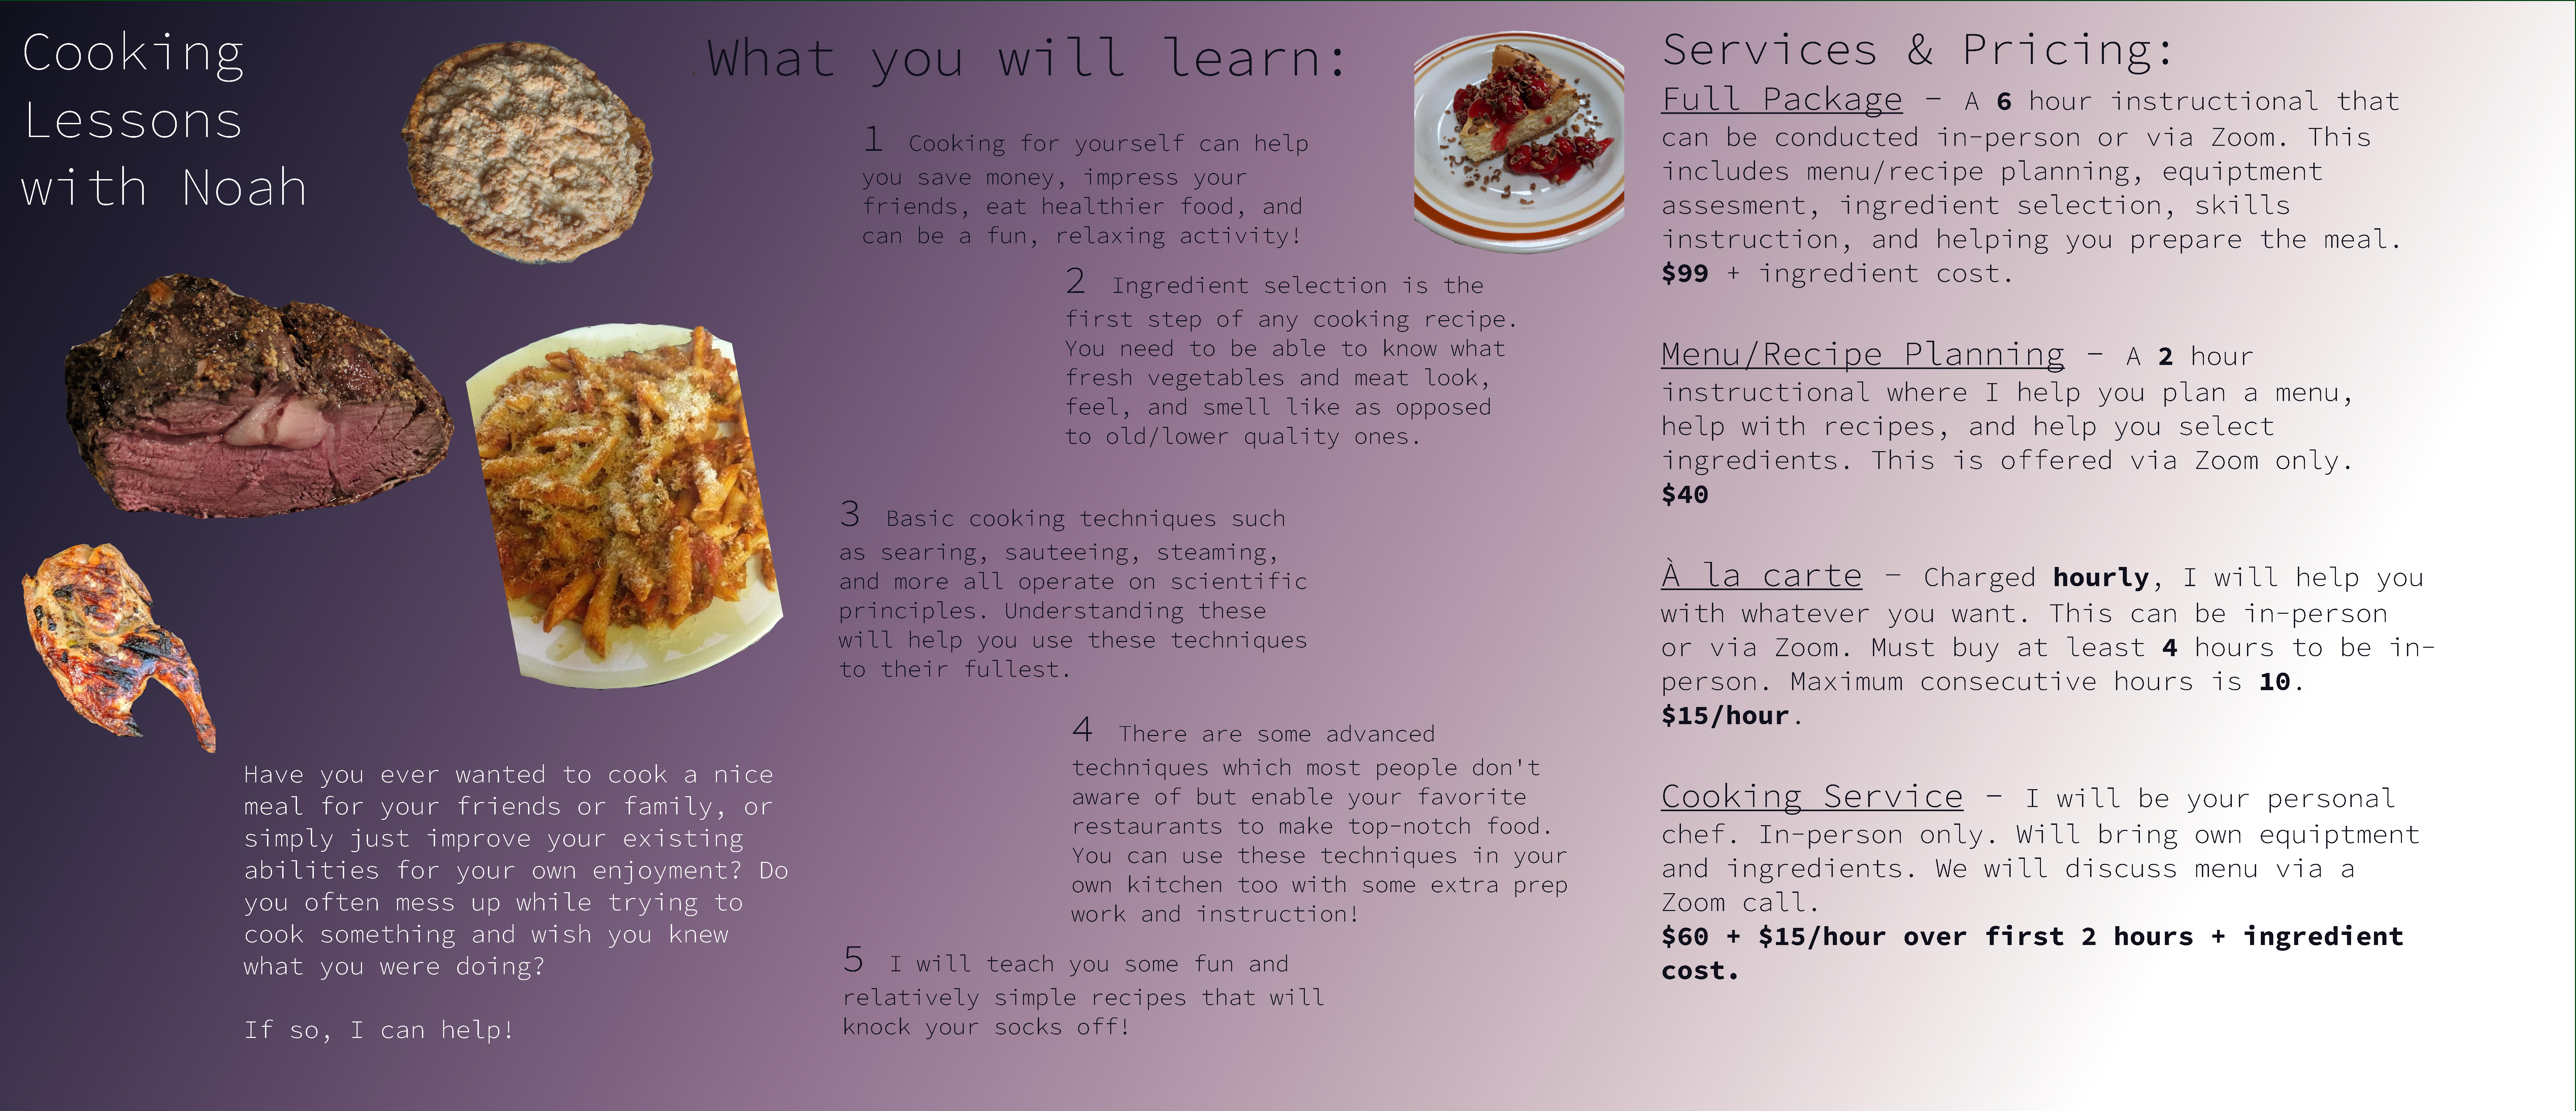 Cooking
Lessons
with Noah
Have you ever wanted to cook a nice
meal for your friends or family, or
simply just improve your existing
abilities for your own enjoyment? Do
you often mess up while trying to
cook something and wish you knew
what you were doing?
If so, I can help!
What you will learn:
1 Cooking for yourself can help
you save money, impress your
friends, eat healthier food, and
can be a fun, relaxing activity!
2 Ingredient selection is the
first step of any cooking recipe.
You need to be able to know what
fresh vegetables and meat look,
feel, and smell like as opposed
to old/lower quality ones.
3 Basic cooking techniques such
as searing, sauteeing, steaming,
and more all operate on scientific
principles. Understanding these
will help you use these techniques
to their fullest.
4 There are some advanced
techniques which most people don't
aware of but enable your favorite
restaurants to make top-notch food.
You can use these techniques in your
own kitchen too with some extra prep
work and instruction!
5 I will teach you some fun and
relatively simple recipes that will
knock your socks off!
Services & Pricing:
Full Package - A 6 hour instructional that
can be conducted in-person or via Zoom. This
includes menu/recipe planning, equiptment
assesment, ingredient selection, skills
instruction, and helping you prepare the meal.
$99 + ingredient cost.
Menu/Recipe Planning - A 2 hour
instructional where I help you plan a menu,
help with recipes, and help you select
ingredients. This is offered via Zoom only.
$40
À la carte - Charged hourly, I will help you
with whatever you want. This can be in-person
or via Zoom. Must buy at least 4 hours to be in-
person. Maximum consecutive hours is 10.
$15/hour.
Cooking Service - I will be your personal
chef. In-person only. Will bring own equiptment
and ingredients. We will discuss menu via a
Zoom call.
$60 + $15/hour over first 2 hours + ingredient
cost.